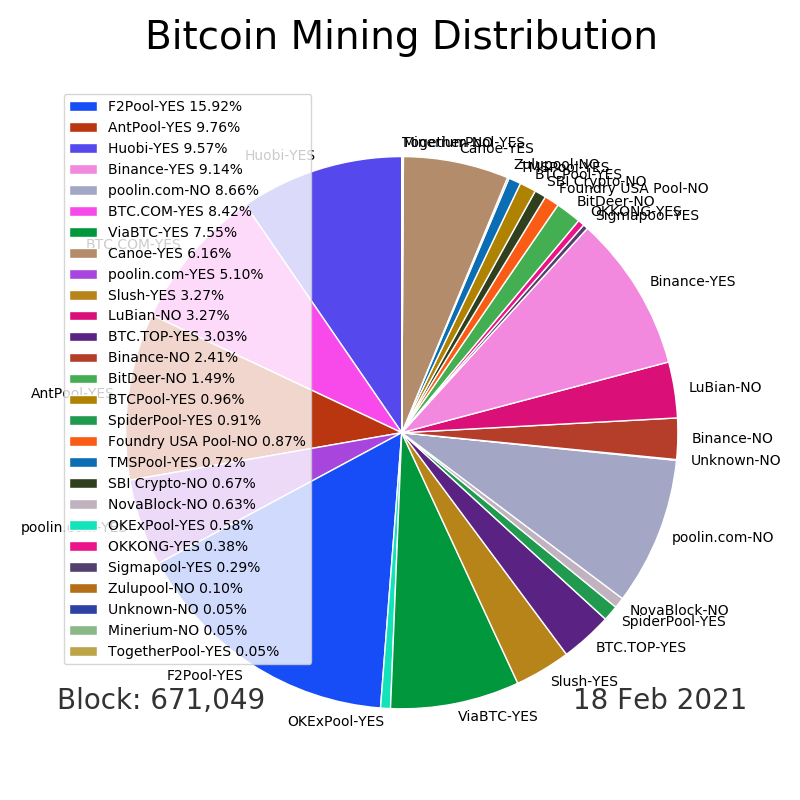 Bitcoin Mining Distribution
F2Pool-YES 15.92%
AntPool-YES 9.76%
Huobi-YES 9.57%
Binance-YES 9.14%
poolin.com-NO 8.66%
BTC.COM-YES 8.42%
ViaBTC-YES 7.55%
Canoe-YES 6.16%
poolin.com-YES 5.10%
Slush-YES 3.27%
LuBian-NO 3.27%
BTC.TOP-YES 3.03%
Binance-NO 2.41%
BitDeer-NO 1.49%
BTCPool-YES 0.96%
SpiderPool-YES 0.91%
Foundry USA Pool-NO 0.87%
TMSPool-YES 0.72%
SBI Crypto-NO 0.67%
NovaBlock-NO 0.63%
OKExPool-YES 0.58%
OKKONG-YES 0.38%
Sigmapool-YES 0.29%
Zulupool-NO 0.10%
Unknown-NO 0.05%
Minerium-NO 0.05%
TogetherPool-YES 0.05%
Huobi-YES
BTC.COM-YES
AntPool-YES
F2Pool-YES
OKExPool-YES
ViaBTC-YES
Slush-YES
BTC.TOP-YES
SpiderPool-YES
NovaBlock-NO
poolin.com-NO
Unknown-NO
Binance-NO
LuBian-NO
Binance-YES
Sigmapool-YES
OKKONG-YES
BitDeer-NO
Foundry USA Pool-NO
SBI Crypto-NO
BTCPool-YES
TMSPool-YES
Zulupool-NO
Canoe-YES
Block: 671,049
18 Feb 2021